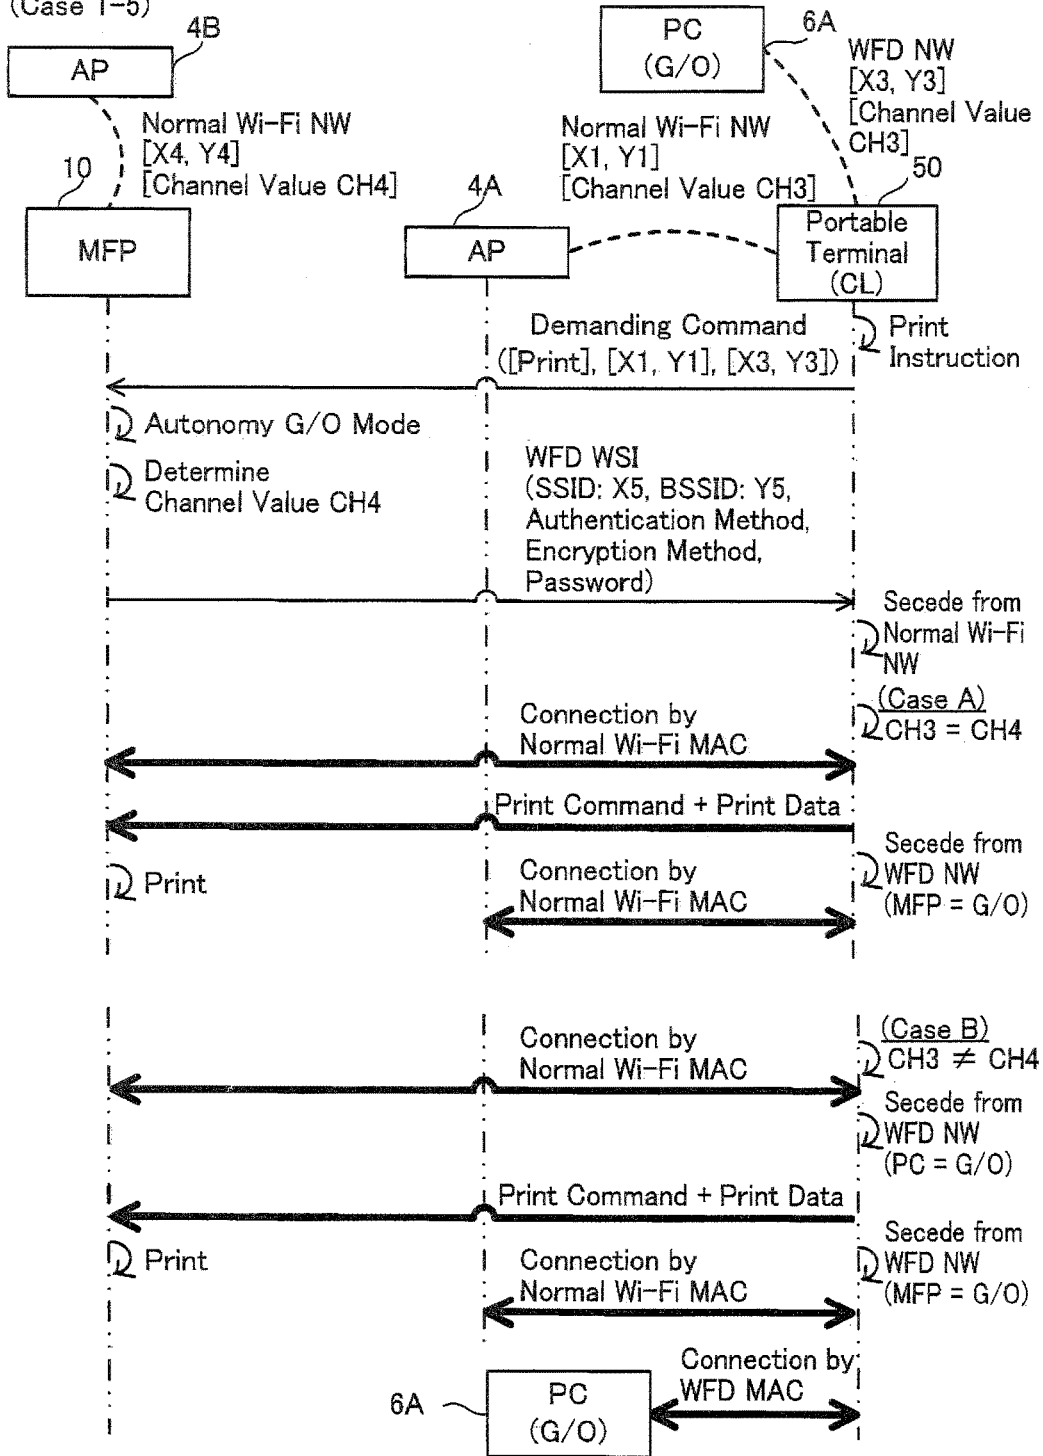 (Case 1-5)
4B
AP
PC
(G/O)
6A
WFD NW
[X3, Y3]
[Channel Value
CH3]
Normal Wi-Fi NW
[X4, Y4]
[Channel Value CH4]
Normal Wi-Fi NW
[X1, Y1]
[Channel Value CH3]
10
MFP
4A
AP
50
Portable
Terminal
(CL)
Demanding Command
([Print], [X1, Y1], [X3, Y3])
Print
Instruction
Autonomy G/O Mode
Determine
Channel Value CH4
WFD WSI
(SSID: X5, BSSID: Y5,
Authentication Method,
Encryption Method,
Password)
Secede from
Normal Wi-Fi
NW
(Case A)
CH3 = CH4
Connection by
Normal Wi-Fi MAC
Print Command + Print Data
Print
Secede from
WFD NW
(MFP = G/O)
Connection by
Normal Wi-Fi MAC
(Case B)
CH3 ≠ CH4
Connection by
Normal Wi-Fi MAC
Secede from
WFD NW
(PC = G/O)
Print Command + Print Data
Print
Secede from
WFD NW
(MFP = G/O)
Connection by
Normal Wi-Fi MAC
Connection by
WFD MAC
6A
PC
(G/O)